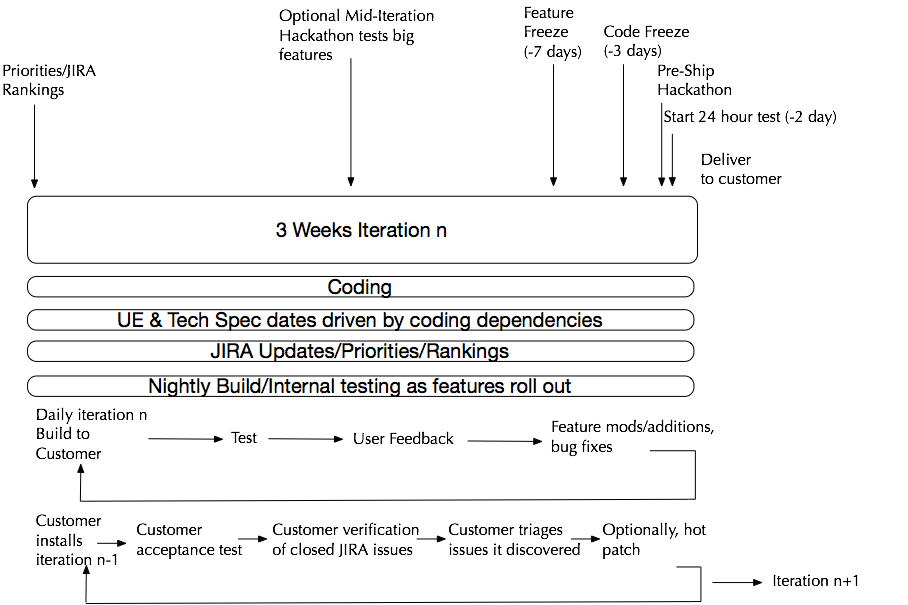 Optional Mid-Iteration
Hackathon tests big
features
Feature
Freeze
(-7 days)
Code Freeze
(-3 days)
Priorities/JIRA
Rankings
Pre-Ship
Hackathon
Start 24 hour test (-2 day)
Deliver
to customer
3 Weeks Iteration n
Coding
UE & Tech Spec dates driven by coding dependencies
JIRA Updates/Priorities/Rankings
Nightly Build/Internal testing as features roll out
Daily iteration n
Build to
Customer
Test
User Feedback
Feature mods/additions,
bug fixes
Customer
installs
iteration n-1
Customer
acceptance test
Customer verification
of closed JIRA issues
Customer triages
issues it discovered
Optionally, hot
patch
Iteration n+1